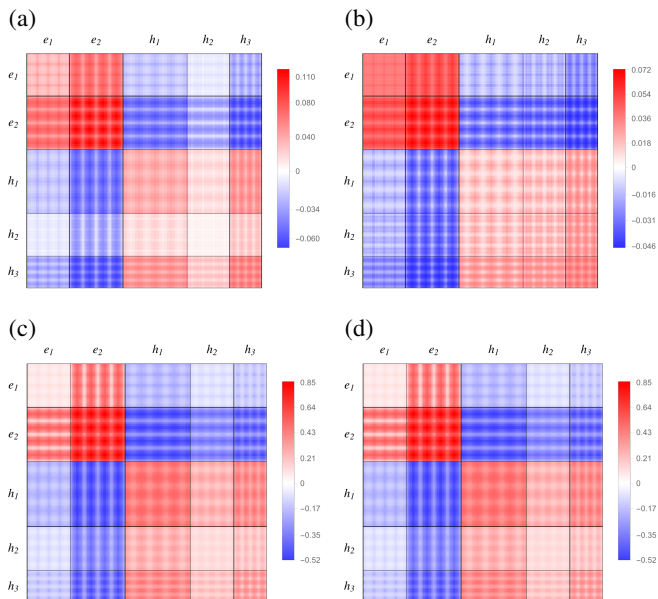 (a)
e1 e2 h1 h2 h3
e1
e2
h1
h2
h3
0.110
0.080
0.040
0
−0.034
−0.060
(b)
e1 e2 h1 h2 h3
e1
e2
h1
h2
h3
0.072
0.054
0.036
0.018
0
−0.016
−0.031
−0.046
(c)
e1 e2 h1 h2 h3
e1
e2
h1
h2
h3
0.85
0.64
0.42
0.21
0
−0.17
−0.35
−0.52
(d)
e1 e2 h1 h2 h3
e1
e2
h1
h2
h3
0.85
0.64
0.42
0.21
0
−0.17
−0.35
−0.52